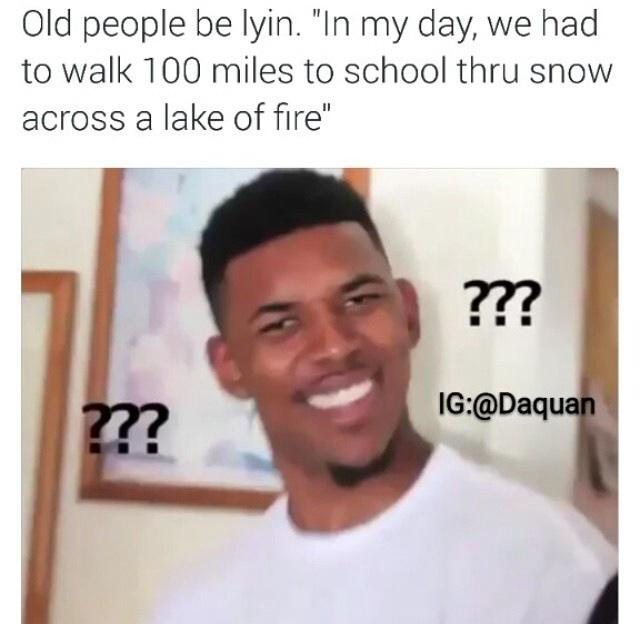 Old people be lyin. "In my day, we had
to walk 100 miles to school thru snow
across a lake of fire"
???
IG:@Daquan
???